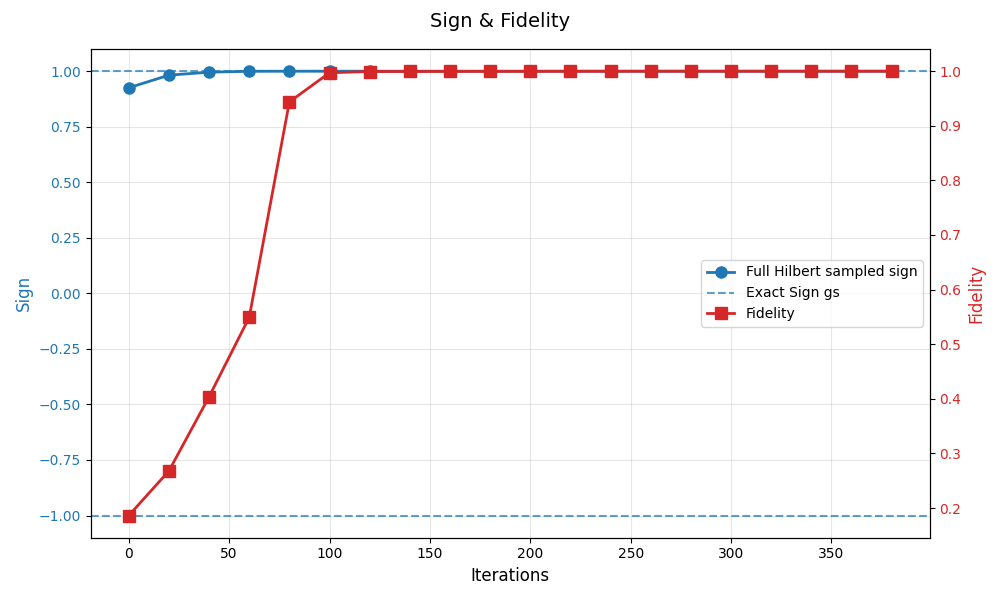 Sign & Fidelity
1.00
0.75
0.50
0.25
0.00
−0.25
−0.50
−0.75
−1.00
Sign
1.0
0.9
0.8
0.7
0.6
0.5
0.4
0.3
0.2
Fidelity
Full Hilbert sampled sign
Exact Sign gs
Fidelity
0 50 100 150 200 250 300 350
Iterations